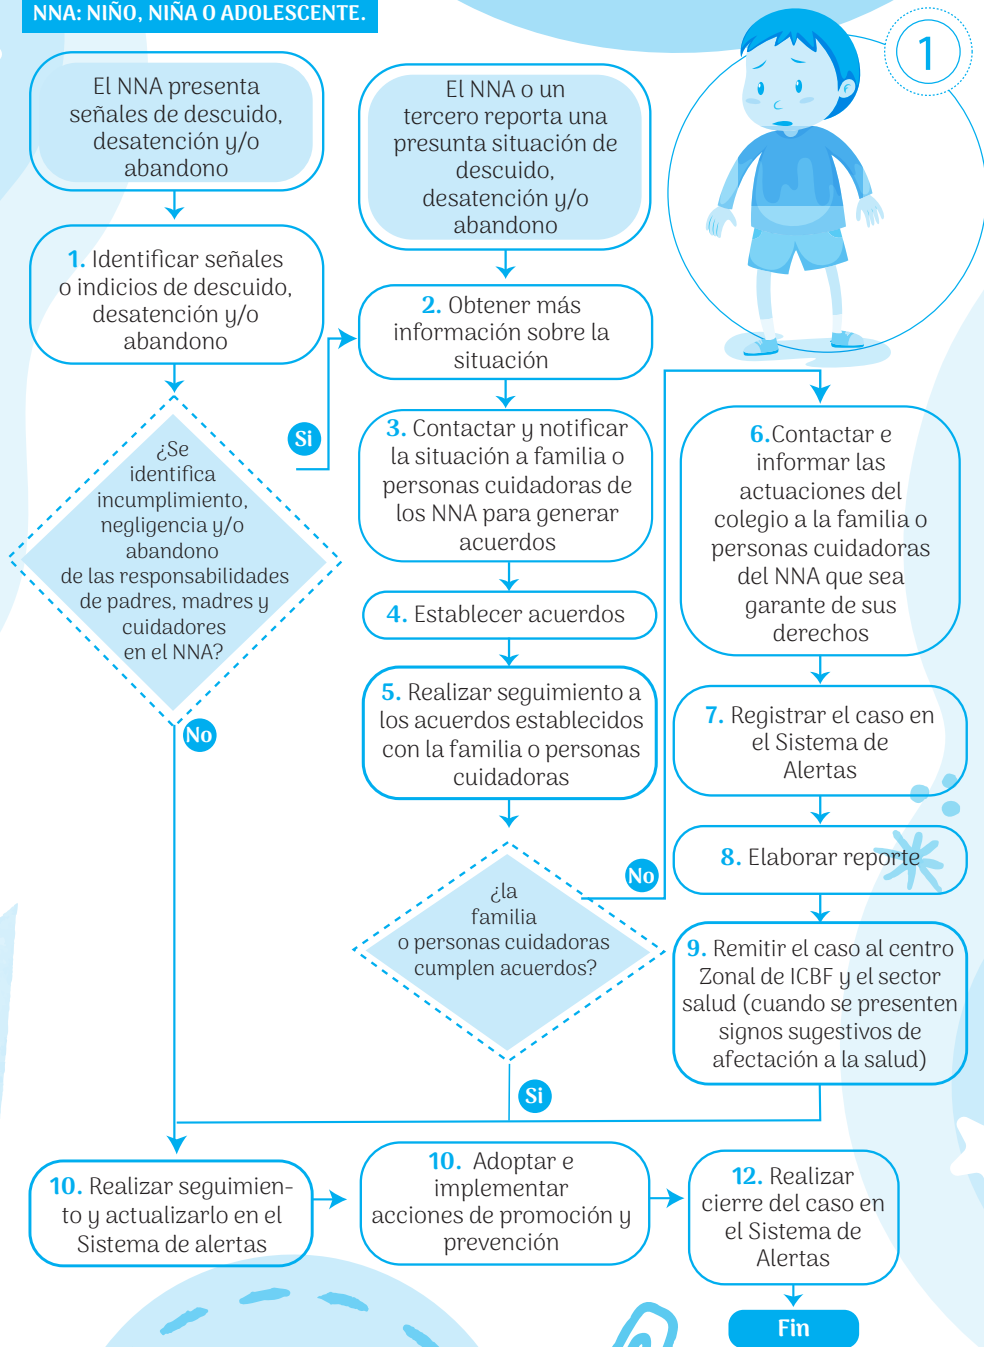 NNA: NIÑO, NIÑA O ADOLESCENTE.
1
El NNA presenta
señales de descuido,
desatención y/o
abandono
El NNA o un
tercero reporta una
presunta situación de
descuido,
desatención y/o
abandono
1. Identificar señales
o indicios de descuido,
desatención y/o
abandono
2. Obtener más
información sobre la
situación
Si
¿Se
identifica
incumplimiento,
negligencia y/o
abandono
de las responsabilidades
de padres, madres y
cuidadores
en el NNA?
No
3. Contactar y notificar
la situación a familia o
personas cuidadoras de
los NNA para generar
acuerdos
4. Establecer acuerdos
5. Realizar seguimiento a
los acuerdos establecidos
con la familia o personas
cuidadoras
¿la
familia
o personas cuidadoras
cumplen acuerdos?
No
Si
6.Contactar e
informar las
actuaciones del
colegio a la familia o
personas cuidadoras
del NNA que sea
garante de sus
derechos
7. Registrar el caso en
el Sistema de
Alertas
8. Elaborar reporte
9. Remitir el caso al centro
Zonal de ICBF y el sector
salud (cuando se presenten
signos sugestivos de
afectación a la salud)
10. Realizar seguimien-
to y actualizarlo en el
Sistema de alertas
10. Adoptar e
implementar
acciones de promoción y
prevención
12. Realizar
cierre del caso en
el Sistema de
Alertas
Fin